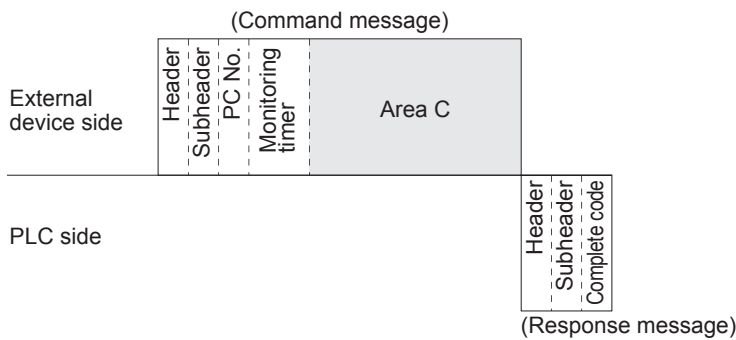 (Command message)
External
device side
Header
Subheader
PC No.
Monitoring
timer
Area C
PLC side
Header
Subheader
Complete code
(Response message)